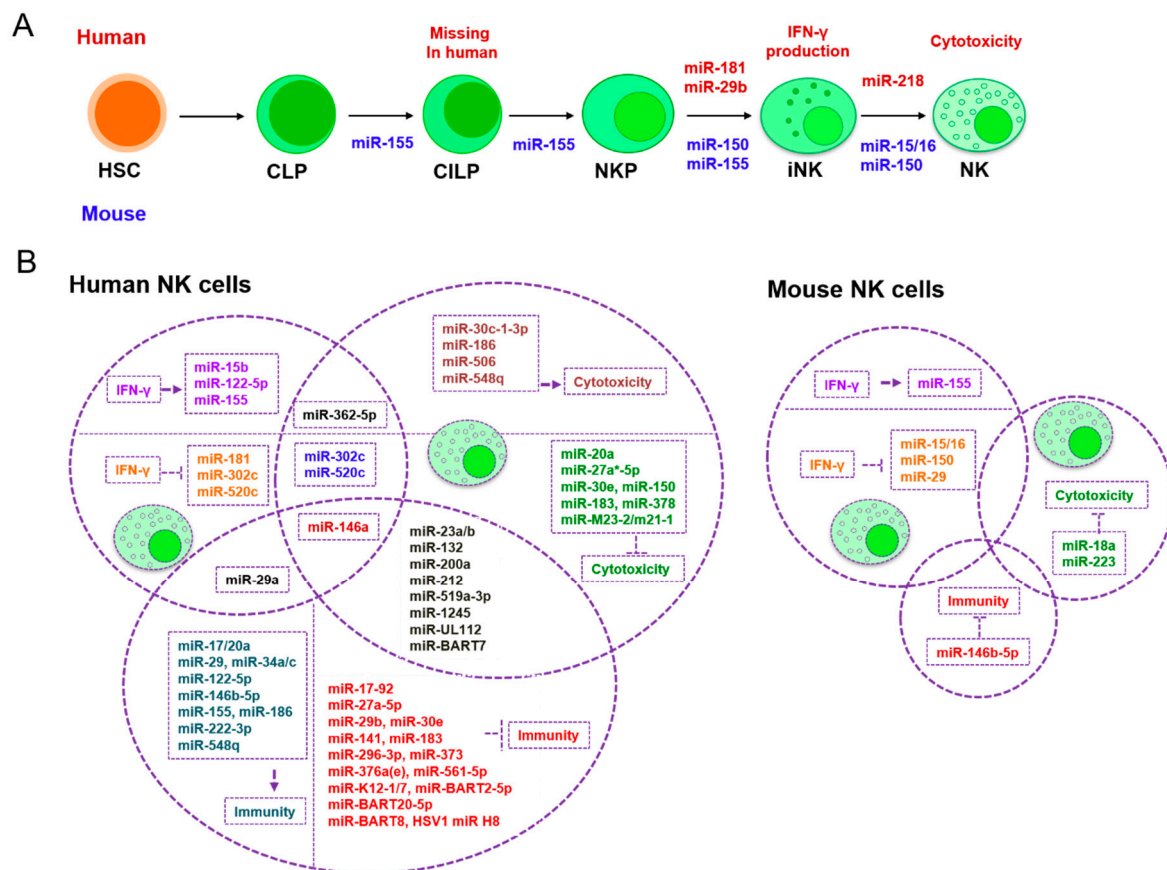 A
Human
Missing
In human
IFN-γ
production
Cytotoxicity
miR-181
miR-29b
miR-218
miR-155
miR-155
miR-150
miR-155
miR-15/16
miR-150
HSC
CLP
CILP
NKP
iNK
NK
Mouse
B
Human NK cells
IFN-γ
miR-15b
miR-122-5p
miR-155
miR-362-5p
miR-30c-1-3p
miR-186
miR-506
miR-548q
Cytotoxicity
IFN-γ
miR-181
miR-302c
miR-520c
miR-302c
miR-520c
miR-20a
miR-27a*-5p
miR-30e, miR-150
miR-183, miR-378
miR-M23-2/m21-1
Cytotoxicity
miR-146a
miR-29a
miR-23a/b
miR-132
miR-200a
miR-212
miR-519a-3p
miR-1245
miR-UL112
miR-BART7
miR-17/20a
miR-29, miR-34a/c
miR-122-5p
miR-146b-5p
miR-155, miR-186
miR-222-3p
miR-548q
Immunity
miR-17-92
miR-27a-5p
miR-29b, miR-30e
miR-141, miR-183
miR-296-3p, miR-373
miR-376a(e), miR-561-5p
miR-K12-1/7, miR-BART2-5p
miR-BART20-5p
miR-BART8, HSV1 miR H8
Immunity
Mouse NK cells
IFN-γ
miR-155
IFN-γ
miR-15/16
miR-150
miR-29
Cytotoxicity
miR-18a
miR-223
Immunity
miR-146b-5p